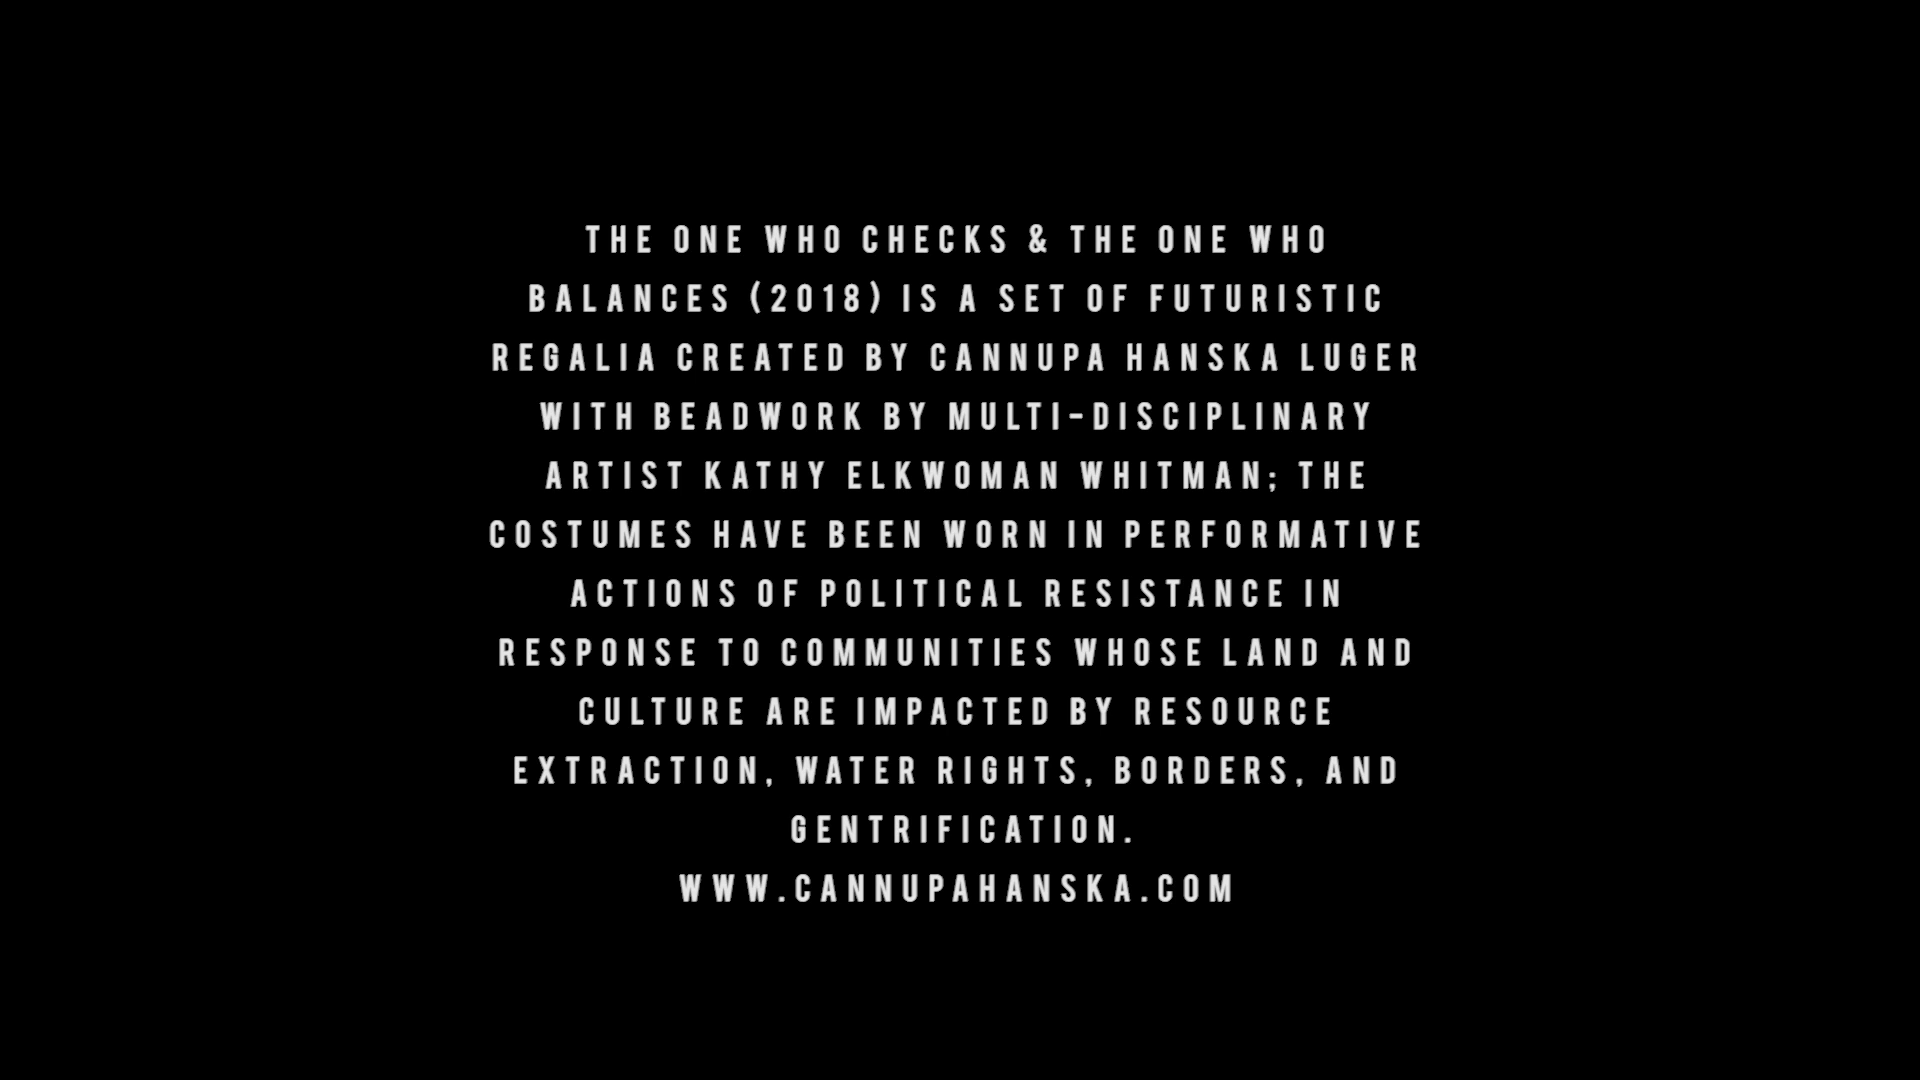 THE ONE WHO CHECKS & THE ONE WHO
BALANCES (2018) IS A SET OF FUTURISTIC
REGALIA CREATED BY CANNUPA HANSKA LUGER
WITH BEADWORK BY MULTI-DISCIPLINARY
ARTIST KATHY ELKWOMAN WHITMAN; THE
COSTUMES HAVE BEEN WORN IN PERFORMATIVE
ACTIONS OF POLITICAL RESISTANCE IN
RESPONSE TO COMMUNITIES WHOSE LAND AND
CULTURE ARE IMPACTED BY RESOURCE
EXTRACTION, WATER RIGHTS, BORDERS, AND
GENTRIFICATION.
WWW.CANNUPAHANSKA.COM